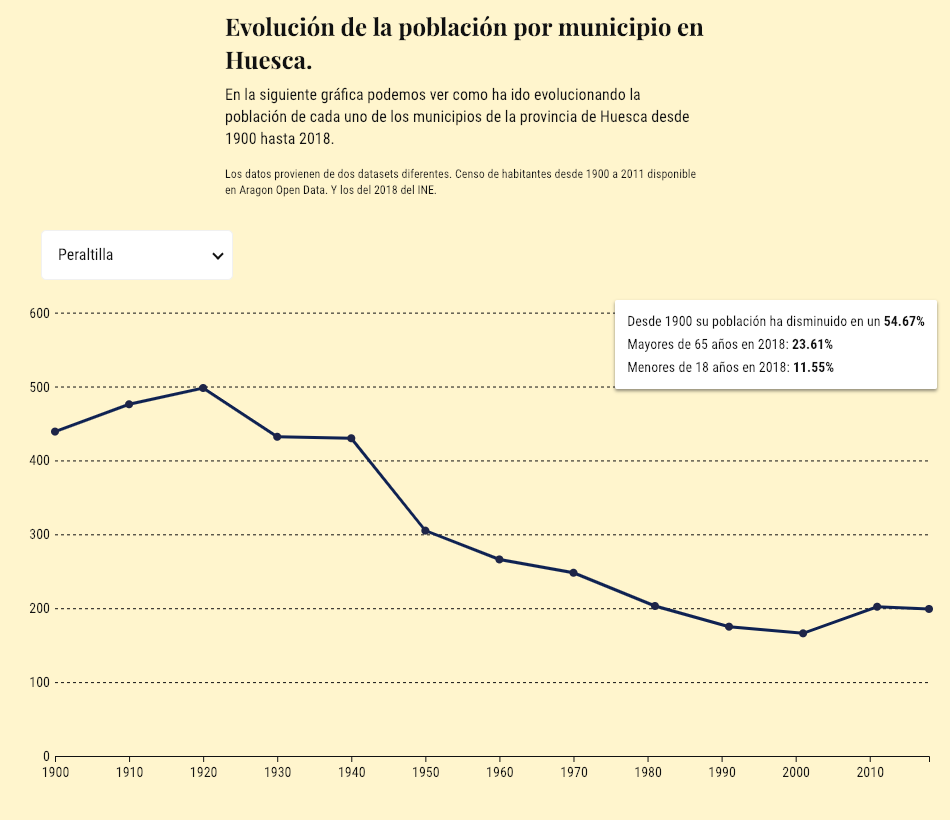 Evolución de la población por municipio en
Huesca.
En la siguiente gráfica podemos ver como ha ido evolucionando la
población de cada uno de los municipios de la provincia de Huesca desde
1900 hasta 2018.
Los datos provienen de dos datasets diferentes. Censo de habitantes desde 1900 a 2011 disponible
en Aragon Open Data. Y los del 2018 del INE.
Peraltilla
Desde 1900 su población ha disminuido en un 54.67%
Mayores de 65 años en 2018: 23.61%
Menores de 18 años en 2018: 11.55%
600
500
400
300
200
100
0
1900 1910 1920 1930 1940 1950 1960 1970 1980 1990 2000 2010